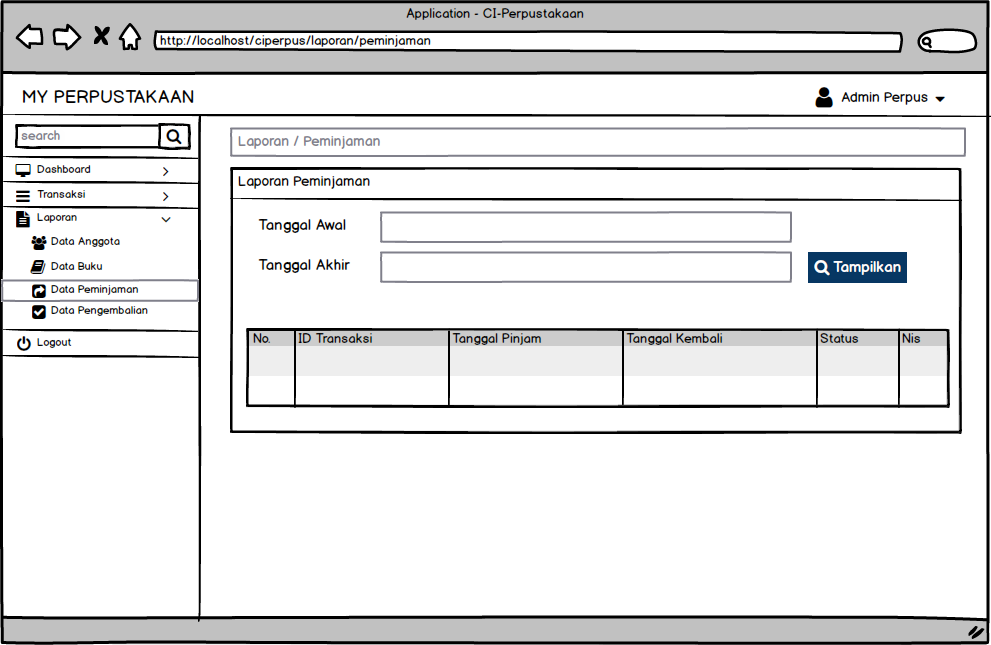 Application - CI-Perpustakaan
http://localhost/ciperpus/laporan/peminjaman
MY PERPUSTAKAAN
Admin Perpus
search
Dashboard
Transaksi
Laporan
Data Anggota
Data Buku
Data Peminjaman
Data Pengembalian
Logout
Laporan / Peminjaman
Laporan Peminjaman
Tanggal Awal
Tanggal Akhir
Tampilkan
No. ID Transaksi Tanggal Pinjam Tanggal Kembali Status Nis